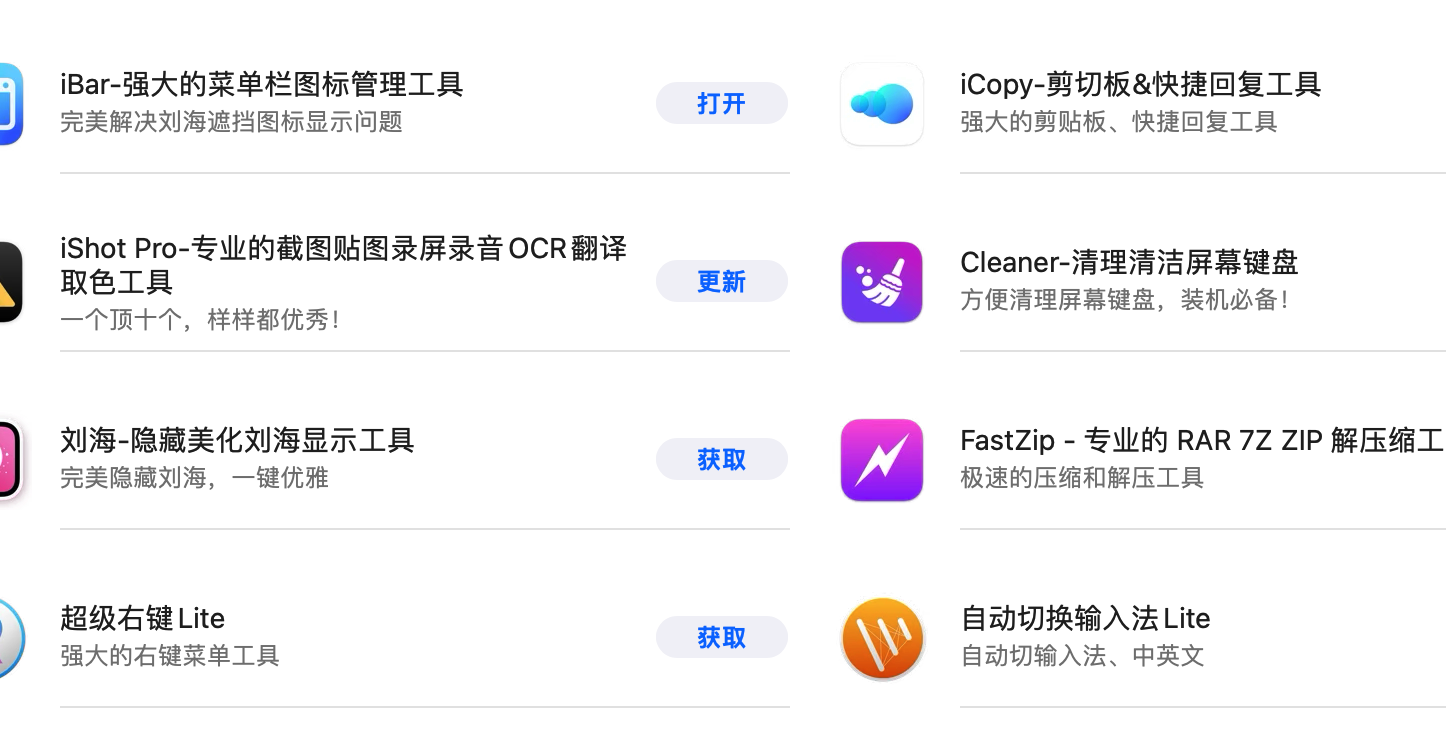 iBar-强大的菜单栏图标管理工具
完美解决刘海遮挡图标显示问题
打开
iCopy-剪切板&快捷回复工具
强大的剪贴板、快捷回复工具
iShot Pro-专业的截图贴图录屏录音OCR翻译
取色工具
一个顶十个，样样都优秀！
更新
Cleaner-清理清洁屏幕键盘
方便清理屏幕键盘，装机必备！
刘海-隐藏美化刘海显示工具
完美隐藏刘海，一键优雅
获取
FastZip - 专业的 RAR 7Z ZIP 解压缩工
极速的压缩和解压工具
超级右键Lite
强大的右键菜单工具
获取
自动切换输入法Lite
自动切输入法、中英文